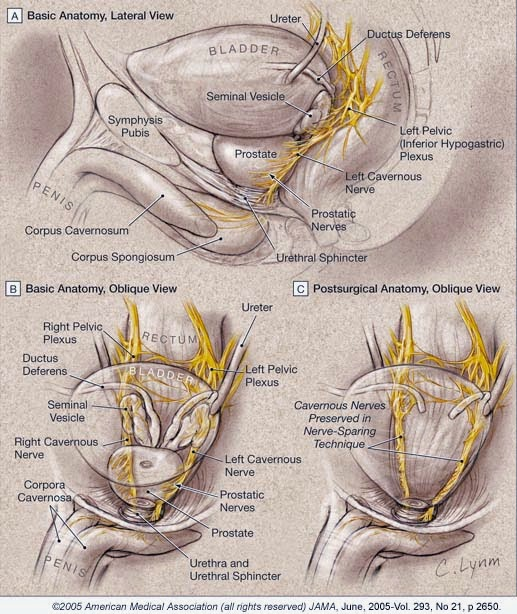 A Basic Anatomy, Lateral View
Ureter
Ductus Deferens
BLADDER
RECTUM
Seminal Vesicle
Symphysis
Pubis
Left Pelvic
(Inferior Hypogastric)
Plexus
Prostate
Left Cavernous
Nerve
PENIS
Prostatic
Nerves
Corpus Cavernosum
Corpus Spongiosum
Urethral Sphincter
B Basic Anatomy, Oblique View
Ureter
Right Pelvic
Plexus
RECTUM
Ductus
Deferens
BLADDER
Left Pelvic
Plexus
Seminal
Vesicle
Right Cavernous
Nerve
Left Cavernous
Nerve
Corpora
Cavernosa
Prostatic
Nerves
Prostate
PENIS
Urethra and
Urethral Sphincter
C Postsurgical Anatomy, Oblique View
Cavernous Nerves
Preserved in
Nerve-Sparing
Technique
C. Lynm
©2005 American Medical Association (all rights reserved) JAMA, June, 2005-Vol. 293, No 21, p 2650.